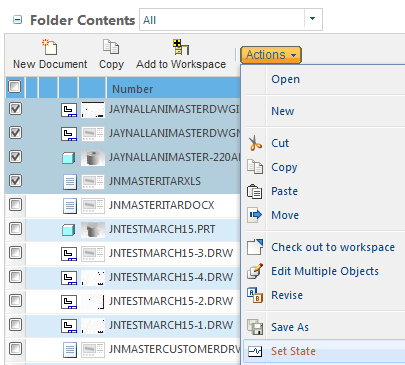 Folder Contents All
New Document Copy Add to Workspace Actions
Number
JAYNALLANIMASTERDWGI
JAYNALLANIMASTERDWGN
JAYNALLANIMASTER-220A
JNMASTERITARXLS
JNMASTERITARDOCX
JNTESTMARCH15.PRT
JNTESTMARCH15-3.DRW
JNTESTMARCH15-4.DRW
JNTESTMARCH15-2.DRW
JNTESTMARCH15-1.DRW
JNMASTERCUSTOMERDRW
Open
New
Cut
Copy
Paste
Move
Check out to workspace
Edit Multiple Objects
Revise
Save As
Set State